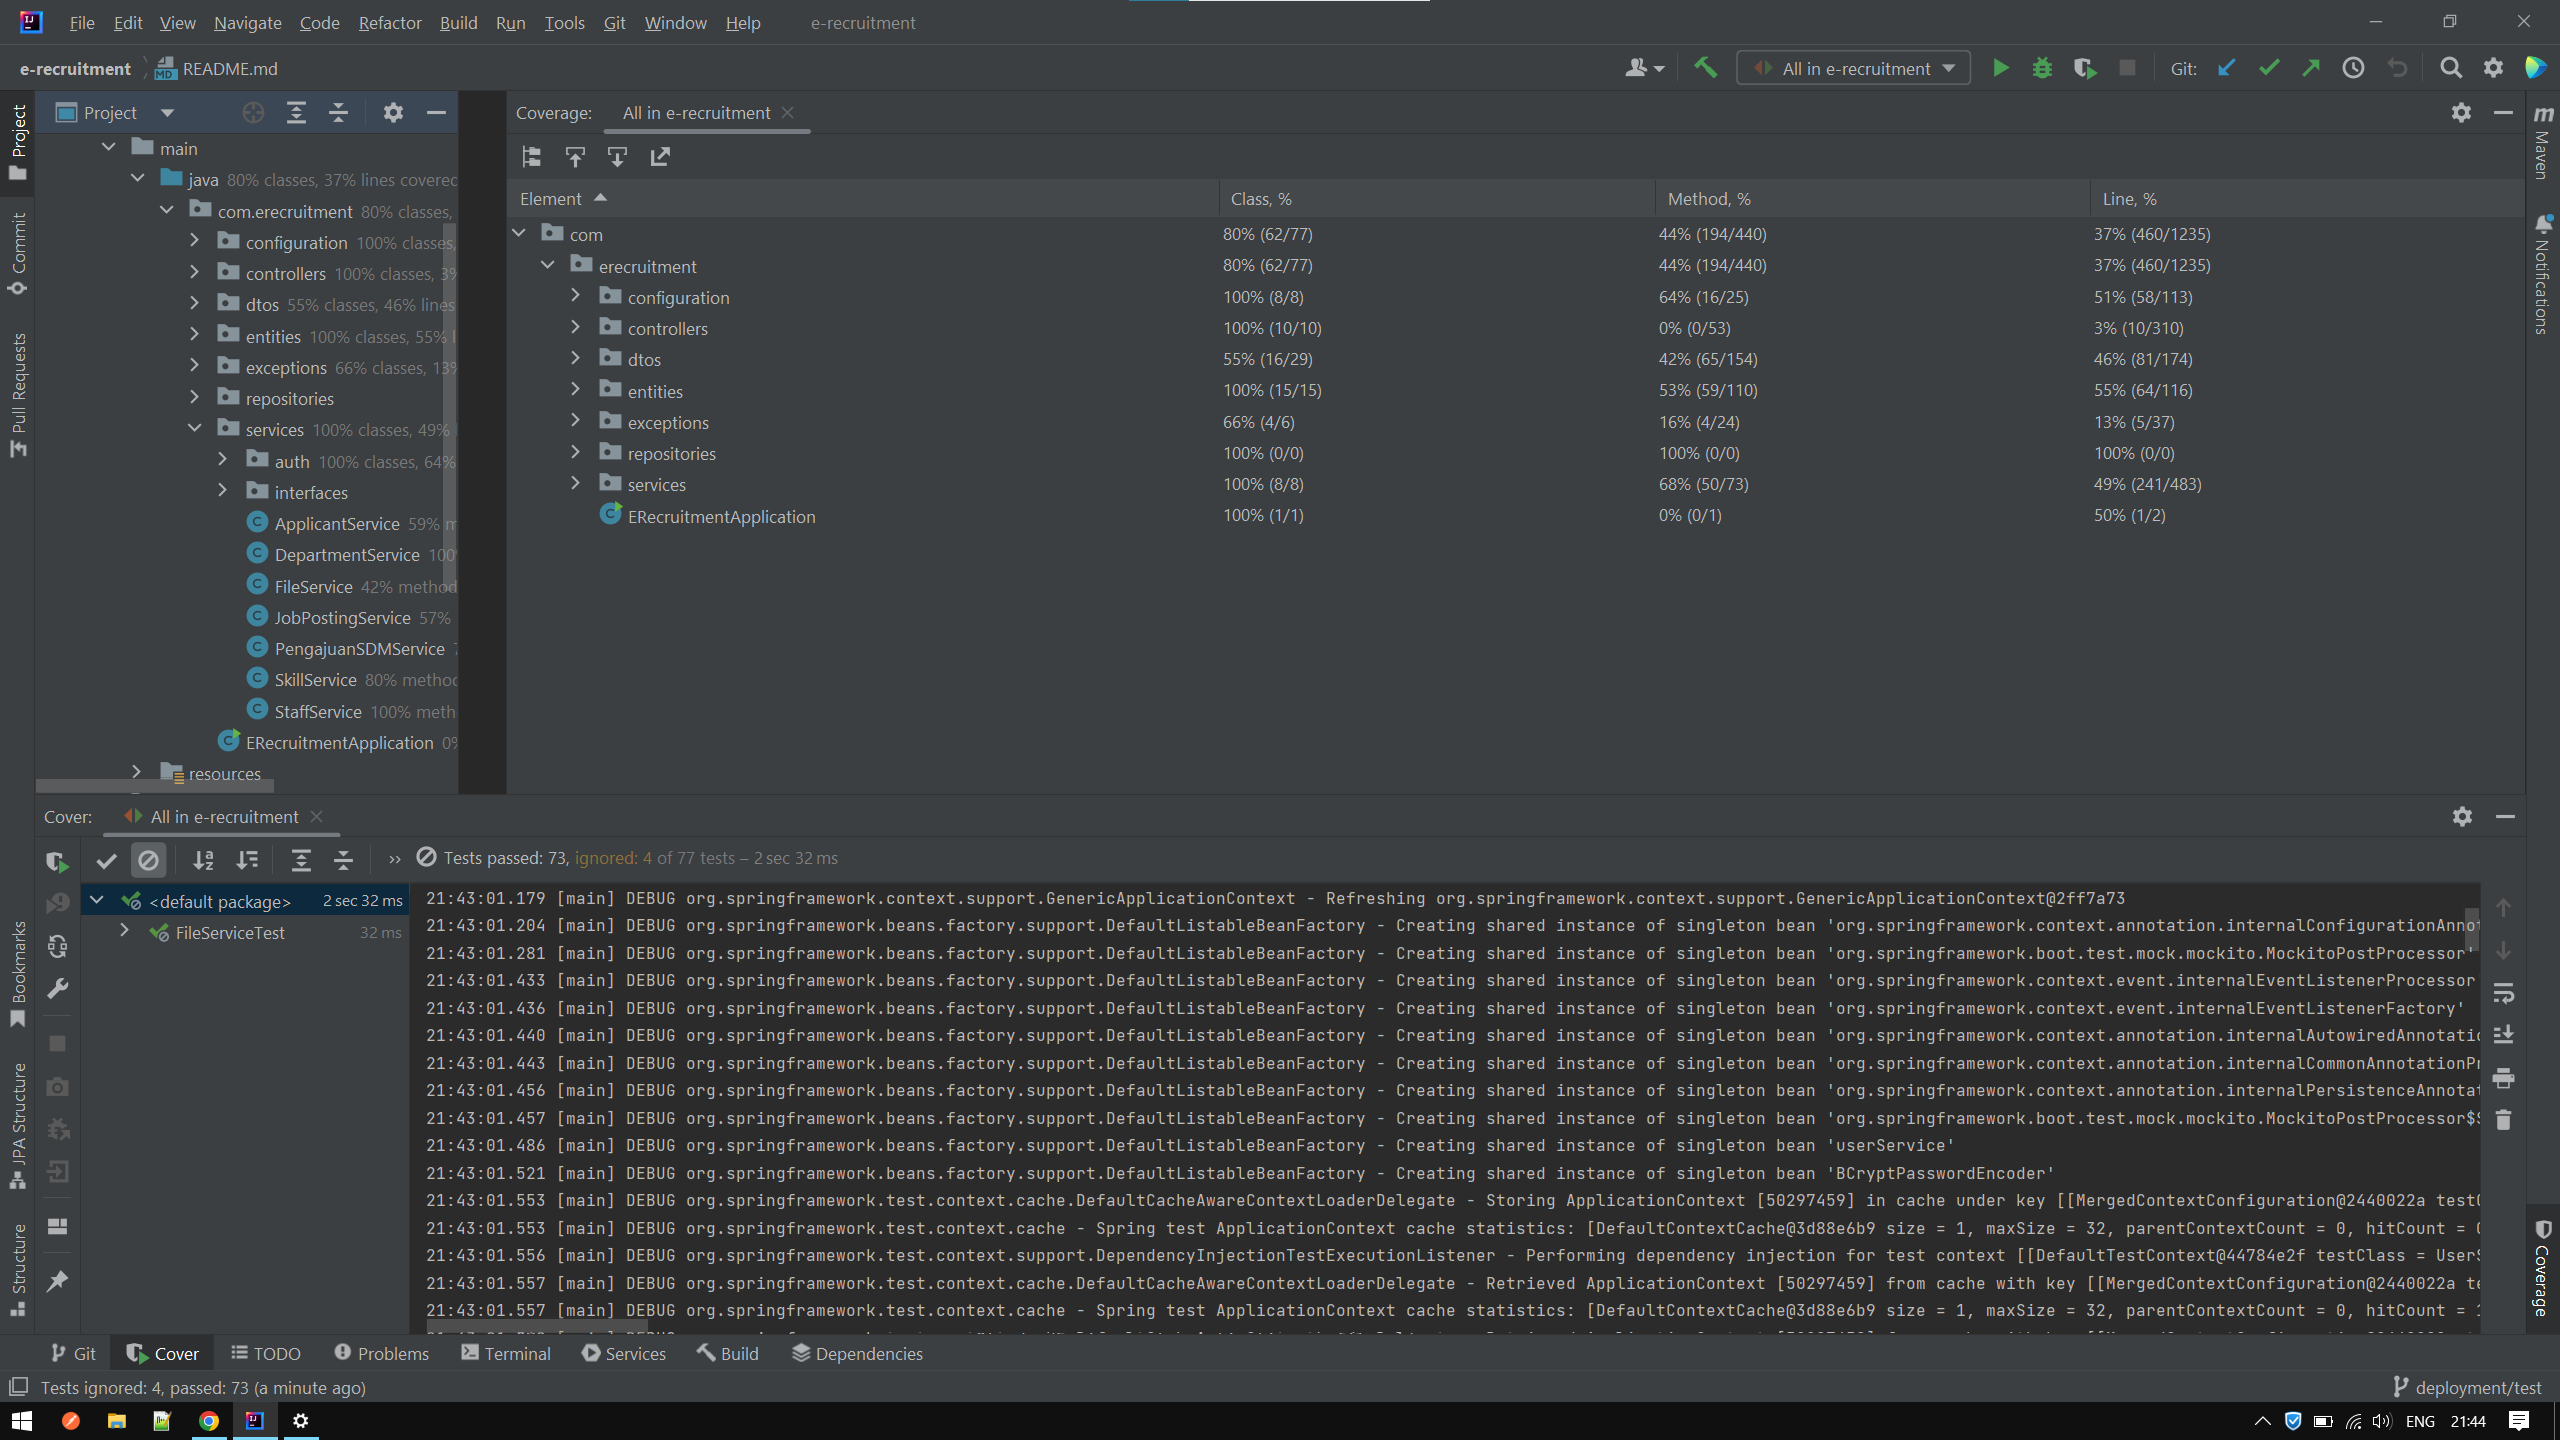 File Edit View Navigate Code Refactor Build Run Tools Git Window Help e-recruitment
e-recruitment README.md
All in e-recruitment
Git:
Project
Commit
Pull Requests
Bookmarks
JPA Structure
Structure
Project
main
java 80% classes, 37% lines covered
com.erecruitment 80% classes,
configuration 100% classes,
controllers 100% classes, 3%
dtos 55% classes, 46% lines
entities 100% classes, 55%
exceptions 66% classes, 13%
repositories
services 100% classes, 49%
auth 100% classes, 64%
interfaces
ApplicantService 59%
DepartmentService 100%
FileService 42% method
JobPostingService 57%
PengajuanSDMService
SkillService 80% method
StaffService 100% meth
ERecruitmentApplication 0%
resources
Coverage: All in e-recruitment
Element Class, % Method, % Line, %
com 80% (62/77) 44% (194/440) 37% (460/1235)
erecruitment 80% (62/77) 44% (194/440) 37% (460/1235)
configuration 100% (8/8) 64% (16/25) 51% (58/113)
controllers 100% (10/10) 0% (0/53) 3% (10/310)
dtos 55% (16/29) 42% (65/154) 46% (81/174)
entities 100% (15/15) 53% (59/110) 55% (64/116)
exceptions 66% (4/6) 16% (4/24) 13% (5/37)
repositories 100% (0/0) 100% (0/0) 100% (0/0)
services 100% (8/8) 68% (50/73) 49% (241/483)
ERecruitmentApplication 100% (1/1) 0% (0/1) 50% (1/2)
Maven
Notifications
Coverage
Cover: All in e-recruitment
Tests passed: 73, ignored: 4 of 77 tests – 2 sec 32 ms
<default package> 2 sec 32 ms
FileServiceTest 32 ms
21:43:01.179 [main] DEBUG org.springframework.context.support.GenericApplicationContext - Refreshing org.springframework.context.support.GenericApplicationContext@2ff7a73
21:43:01.204 [main] DEBUG org.springframework.beans.factory.support.DefaultListableBeanFactory - Creating shared instance of singleton bean 'org.springframework.context.annotation.internalConfigurationAnnot
21:43:01.281 [main] DEBUG org.springframework.beans.factory.support.DefaultListableBeanFactory - Creating shared instance of singleton bean 'org.springframework.boot.test.mock.mockito.MockitoPostProcessor'
21:43:01.433 [main] DEBUG org.springframework.beans.factory.support.DefaultListableBeanFactory - Creating shared instance of singleton bean 'org.springframework.context.event.internalEventListenerProcessor
21:43:01.436 [main] DEBUG org.springframework.beans.factory.support.DefaultListableBeanFactory - Creating shared instance of singleton bean 'org.springframework.context.event.internalEventListenerFactory'
21:43:01.440 [main] DEBUG org.springframework.beans.factory.support.DefaultListableBeanFactory - Creating shared instance of singleton bean 'org.springframework.context.annotation.internalAutowiredAnnotatio
21:43:01.443 [main] DEBUG org.springframework.beans.factory.support.DefaultListableBeanFactory - Creating shared instance of singleton bean 'org.springframework.context.annotation.internalCommonAnnotationPr
21:43:01.456 [main] DEBUG org.springframework.beans.factory.support.DefaultListableBeanFactory - Creating shared instance of singleton bean 'org.springframework.context.annotation.internalPersistenceAnnotat
21:43:01.457 [main] DEBUG org.springframework.beans.factory.support.DefaultListableBeanFactory - Creating shared instance of singleton bean 'org.springframework.boot.test.mock.mockito.MockitoPostProcessor$S
21:43:01.486 [main] DEBUG org.springframework.beans.factory.support.DefaultListableBeanFactory - Creating shared instance of singleton bean 'userService'
21:43:01.521 [main] DEBUG org.springframework.beans.factory.support.DefaultListableBeanFactory - Creating shared instance of singleton bean 'BCryptPasswordEncoder'
21:43:01.553 [main] DEBUG org.springframework.test.context.cache.DefaultCacheAwareContextLoaderDelegate - Storing ApplicationContext [50297459] in cache under key [[MergedContextConfiguration@2440022a test
21:43:01.553 [main] DEBUG org.springframework.test.context.cache - Spring test ApplicationContext cache statistics: [DefaultContextCache@3d88e6b9 size = 1, maxSize = 32, parentContextCount = 0, hitCount = 0
21:43:01.556 [main] DEBUG org.springframework.test.context.support.DependencyInjectionTestExecutionListener - Performing dependency injection for test context [[DefaultTestContext@44784e2f testClass = UserS
21:43:01.557 [main] DEBUG org.springframework.test.context.cache.DefaultCacheAwareContextLoaderDelegate - Retrieved ApplicationContext [50297459] from cache with key [[MergedContextConfiguration@2440022a te
21:43:01.557 [main] DEBUG org.springframework.test.context.cache - Spring test ApplicationContext cache statistics: [DefaultContextCache@3d88e6b9 size = 1, maxSize = 32, parentContextCount = 0, hitCount = 1
Git Cover TODO Problems Terminal Services Build Dependencies
Tests ignored: 4, passed: 73 (a minute ago) deployment/test
ENG 21:44